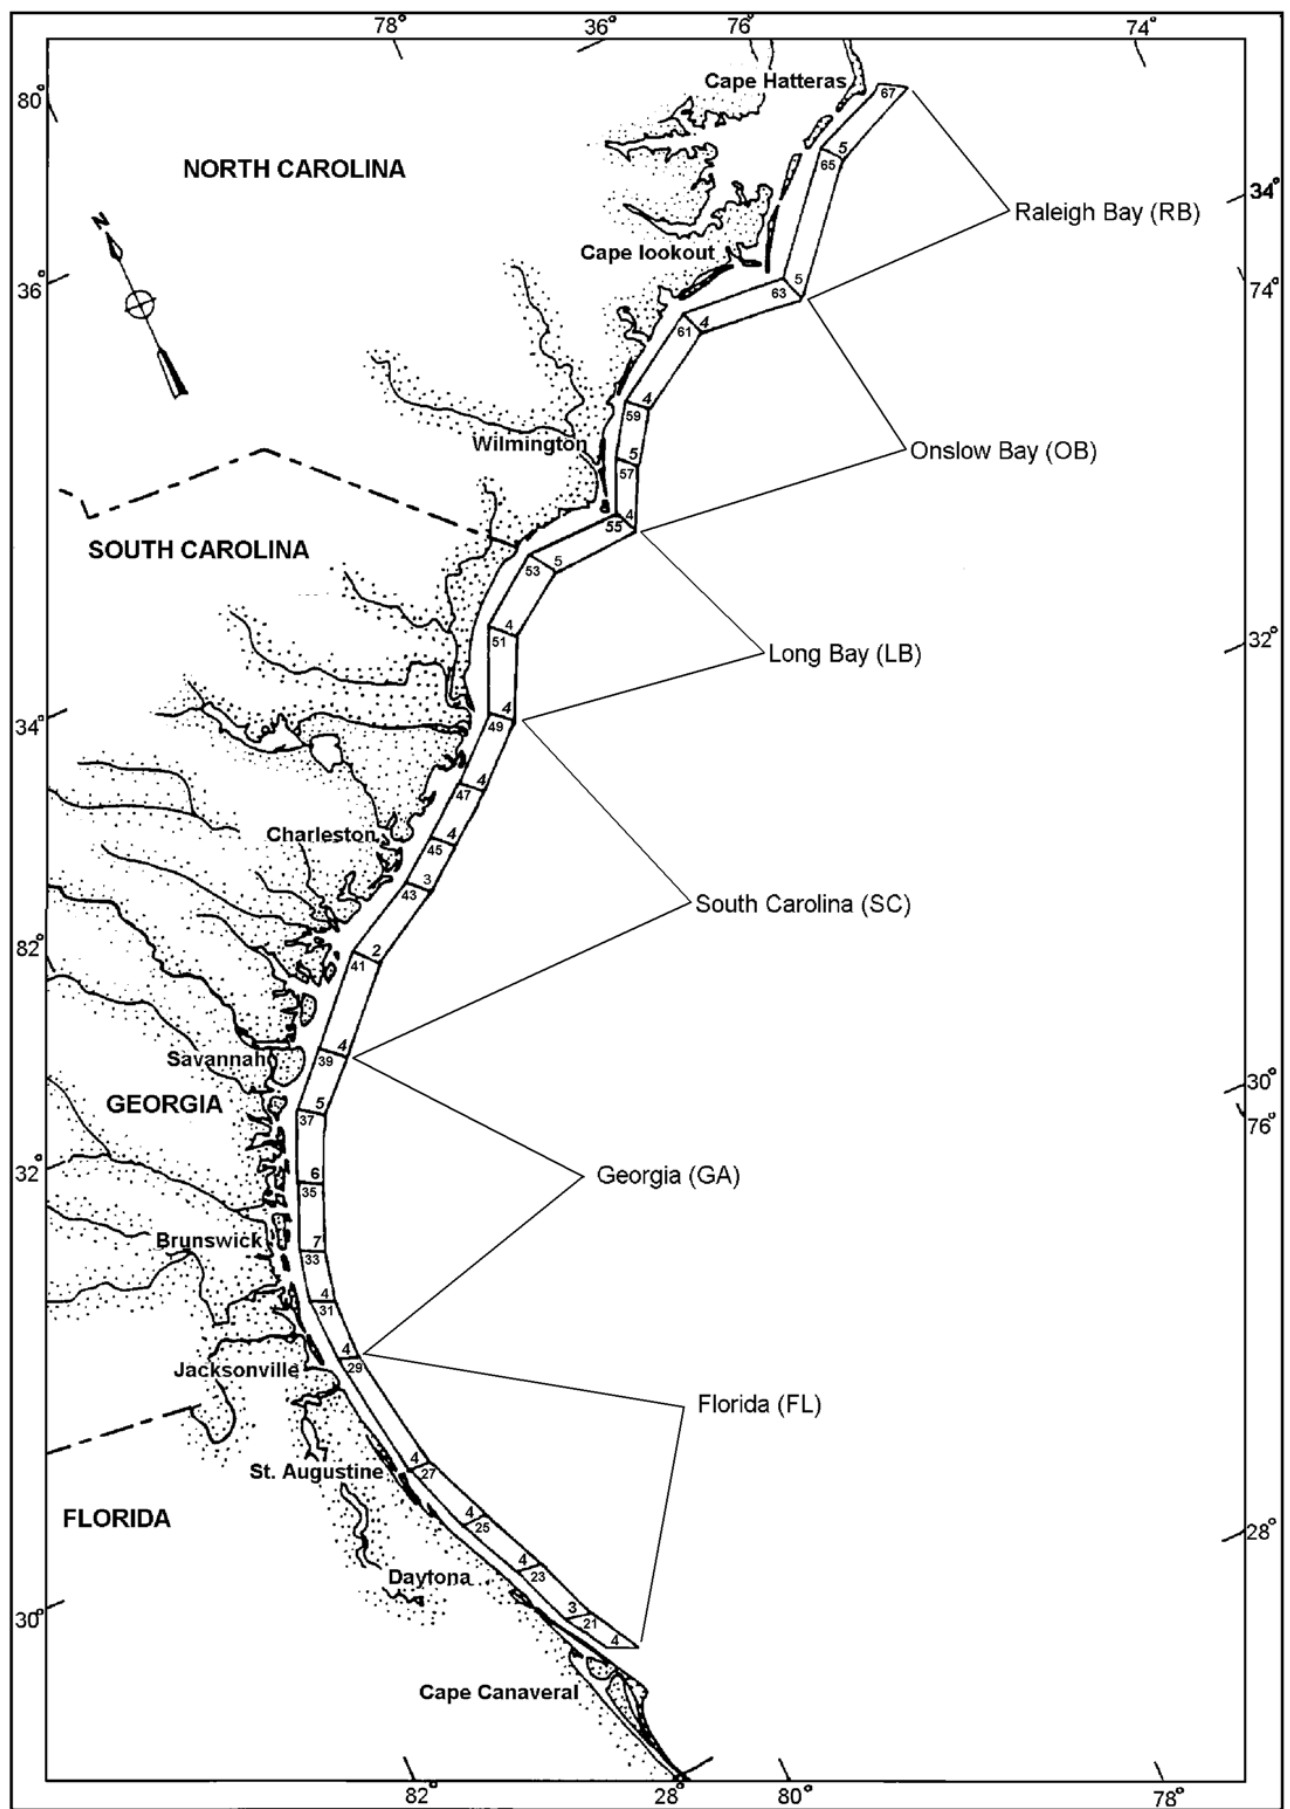 78° 36° 76° 74°
Cape Hatteras
67
80°
5
65
NORTH CAROLINA
34°
Raleigh Bay (RB)
N
Cape lookout
36°
5
63
74°
61 4
4
59
Wilmington
5
57
Onslow Bay (OB)
4
55
SOUTH CAROLINA
5
53
4
51
32°
Long Bay (LB)
4
49
34°
4
47
Charleston
4
45
3
43
South Carolina (SC)
82°
2
41
4
39
Savannah
30°
GEORGIA
5
37
76°
32°
6
35
Georgia (GA)
Brunswick
7
33
4
31
4
29
Jacksonville
Florida (FL)
4
27
St. Augustine
4
25
FLORIDA
28°
4
23
Daytona
30°
3
21
4
Cape Canaveral
82° 28° 80° 78°